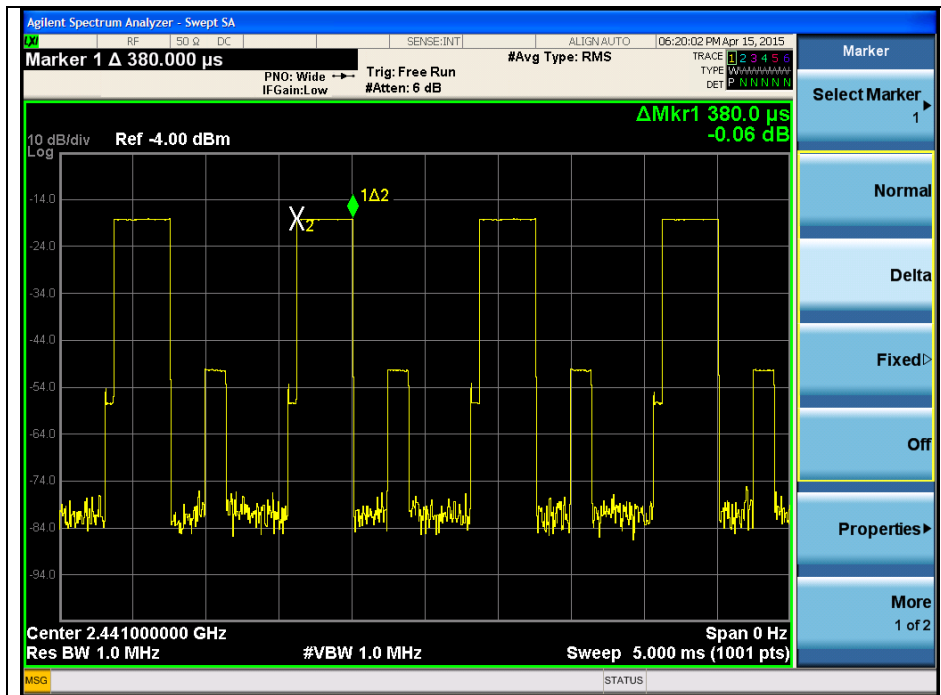 Agilent Spectrum Analyzer - Swept SA
LXI RF 50 Ω DC SENSE:INT ALIGN AUTO 06:20:02 PM Apr 15, 2015
Marker 1 Δ 380.000 µs
PNO: Wide
IFGain:Low
Trig: Free Run
#Atten: 6 dB
#Avg Type: RMS
TRACE 1 2 3 4 5 6
TYPE WWWWWW
DET P N N N N N
ΔMkr1 380.0 µs
-0.06 dB
10 dB/div Ref -4.00 dBm
Log
1Δ2
X2
-14.0
-24.0
-34.0
-44.0
-54.0
-64.0
-74.0
-84.0
-94.0
Center 2.441000000 GHz Span 0 Hz
Res BW 1.0 MHz #VBW 1.0 MHz Sweep 5.000 ms (1001 pts)
MSG STATUS
Marker
Select Marker
1
Normal
Delta
Fixed
Off
Properties
More
1 of 2